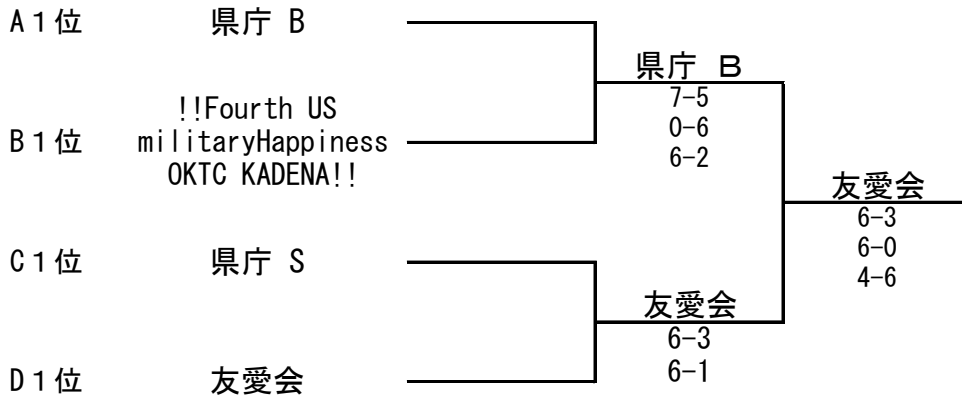 A1位 県庁 B
県庁 B
7-5
!!Fourth US
0-6
B1位 militaryHappiness
6-2
OKTC KADENA!!
友愛会
6-3
6-0
C1位 県庁 S
4-6
友愛会
6-3
6-1
D1位 友愛会